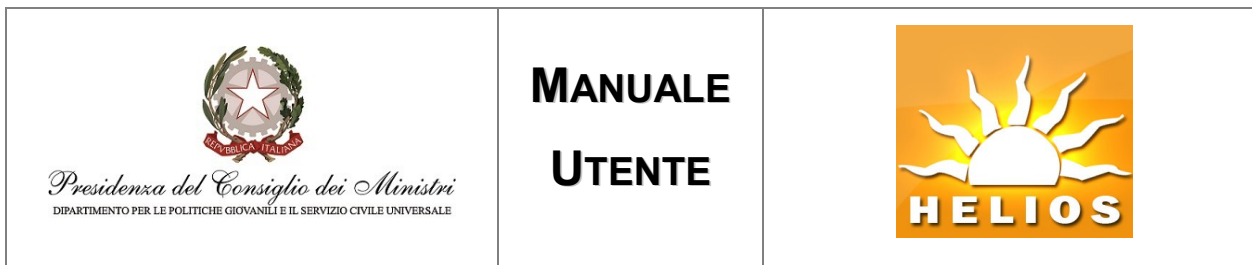 REPVBBLICA ITALIANA
Presidenza del Consiglio dei Ministri
DIPARTIMENTO PER LE POLITICHE GIOVANILI E IL SERVIZIO CIVILE UNIVERSALE
MANUALE
UTENTE
HELIOS